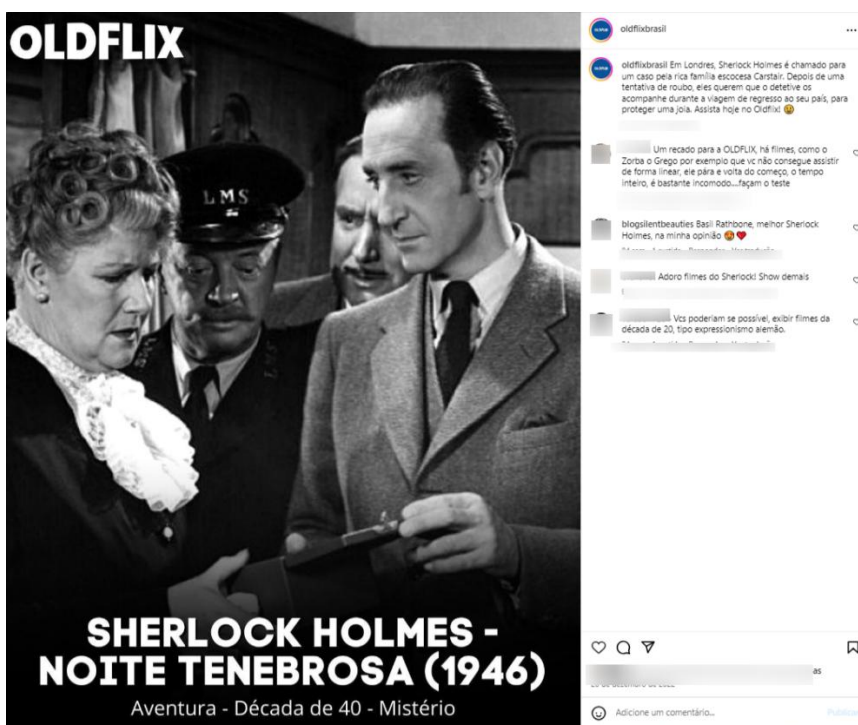 OLDFLIX
LMS
SHERLOCK HOLMES -
NOITE TENEBROSA (1946)
Aventura - Década de 40 - Mistério
oldflixbrasil
oldflixbrasil Em Londres, Sherlock Holmes é chamado para
um caso pela rica família escocesa Carstair. Depois de uma
tentativa de roubo, eles querem que o detetive os
acompanhe durante a viagem de regresso ao seu país, para
proteger uma joia. Assista hoje no Oldflix! 😉
Um recado para a OLDFLIX, há filmes, como o
Zorba o Grego por exemplo que vc não consegue assistir
de forma linear, ele pára e volta do começo, o tempo
inteiro, é bastante incomodo....façam o teste
blogsilentbeauties Basil Rathbone, melhor Sherlock
Holmes, na minha opinião 🥰❤️
Adoro filmes do Sherlock! Show demais
Vcs poderiam se possível, exibir filmes da
década de 20, tipo expressionismo alemão.
as
Adicione um comentário...
Publicar